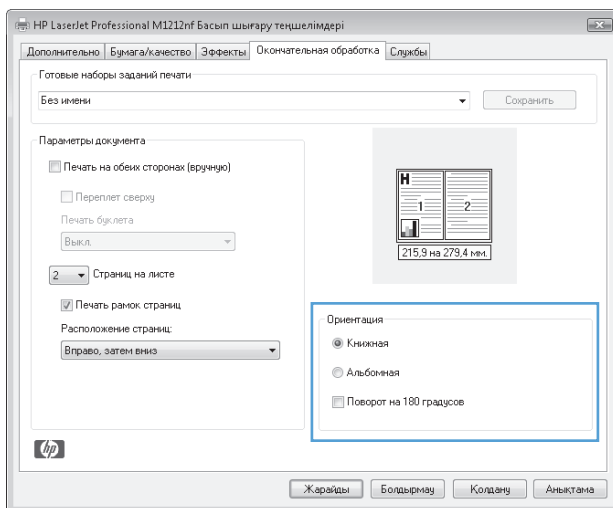 HP LaserJet Professional M1212nf Басып шығару теңшелімдері
Дополнительно Бумага/качество Эффекты Окончательная обработка Службы
Готовые наборы заданий печати
Без имени
Сохранить
Параметры документа
Печать на обеих сторонах (вручную)
Переплет сверху
Печать буклета
Выкл.
2 Страниц на листе
Печать рамок страниц
Расположение страниц:
Вправо, затем вниз
H
1 2
215,9 на 279,4 мм.
Ориентация
Книжная
Альбомная
Поворот на 180 градусов
hp
Жарайды Болдырмау Қолдану Анықтама